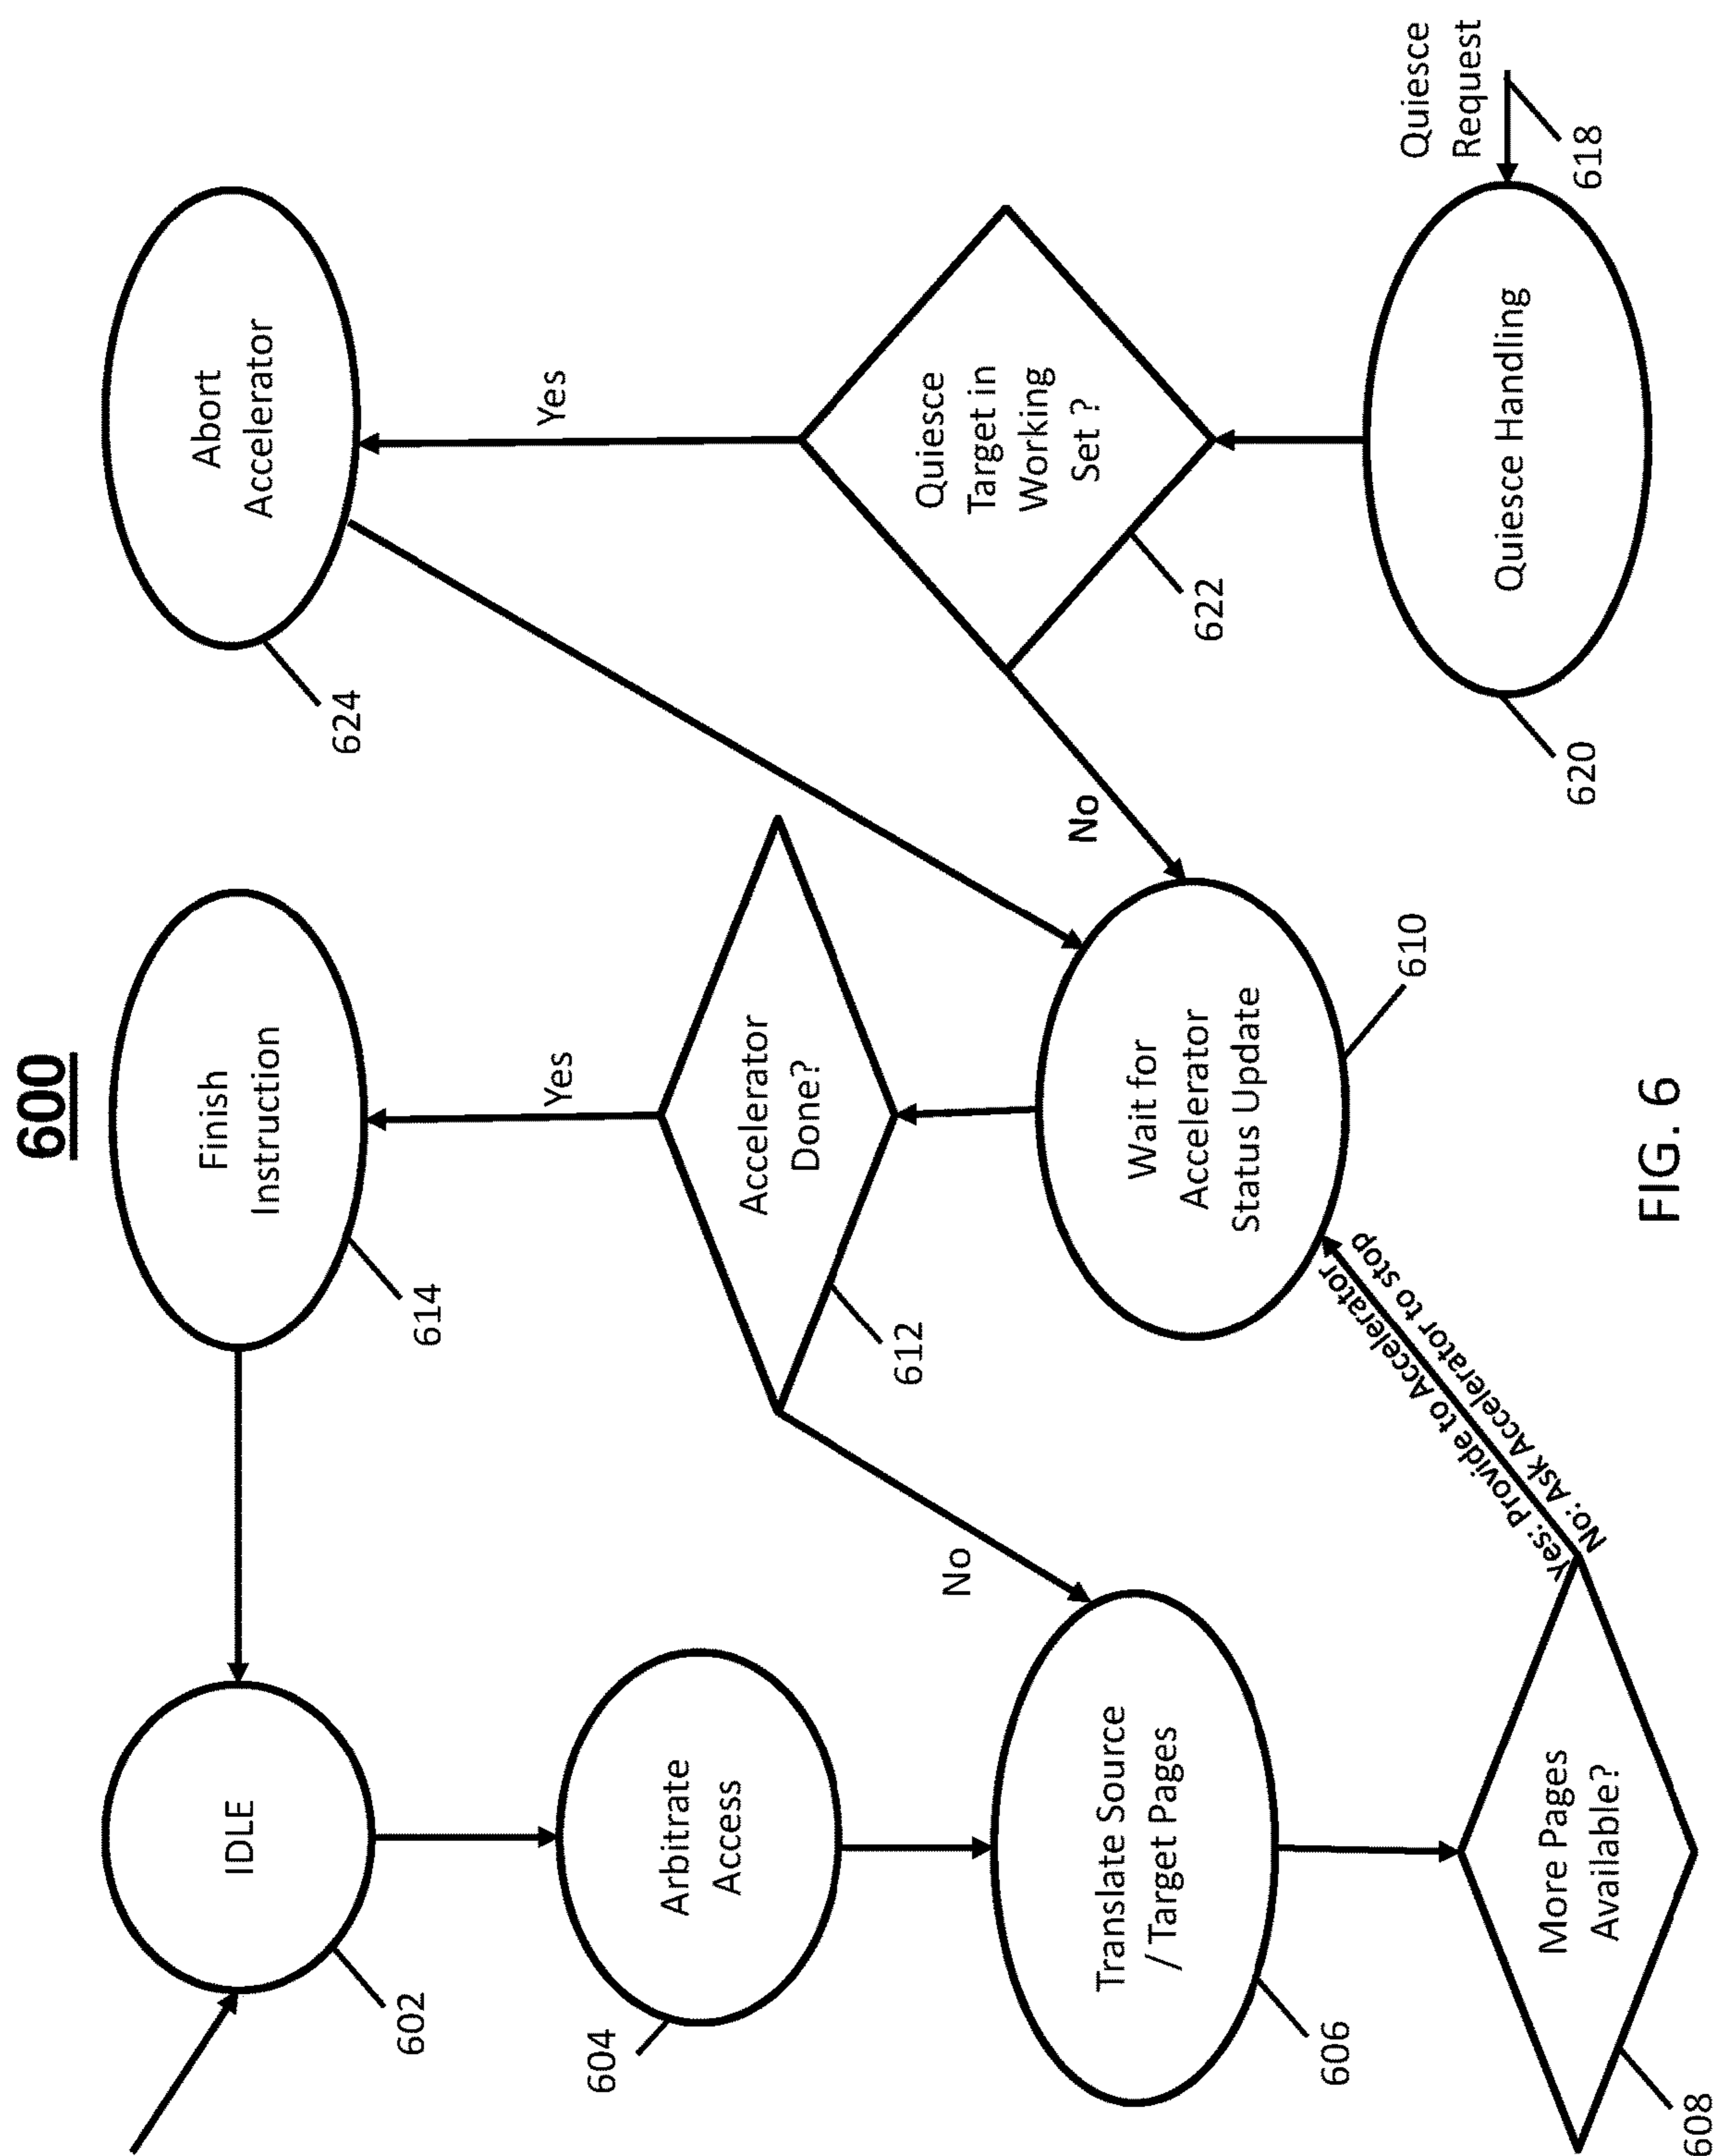 600
IDLE
602
Arbitrate
Access
604
Translate Source
/ Target Pages
606
More Pages
Available?
608
Yes: Provide to Accelerator
No: Ask Accelerator to stop
Finish
Instruction
614
Yes
Accelerator
Done?
612
No
Wait for
Accelerator
Status Update
610
Abort
Accelerator
624
Yes
Quiesce
Target in
Working
Set ?
622
No
Quiesce Handling
620
Quiesce
Request
618
FIG. 6